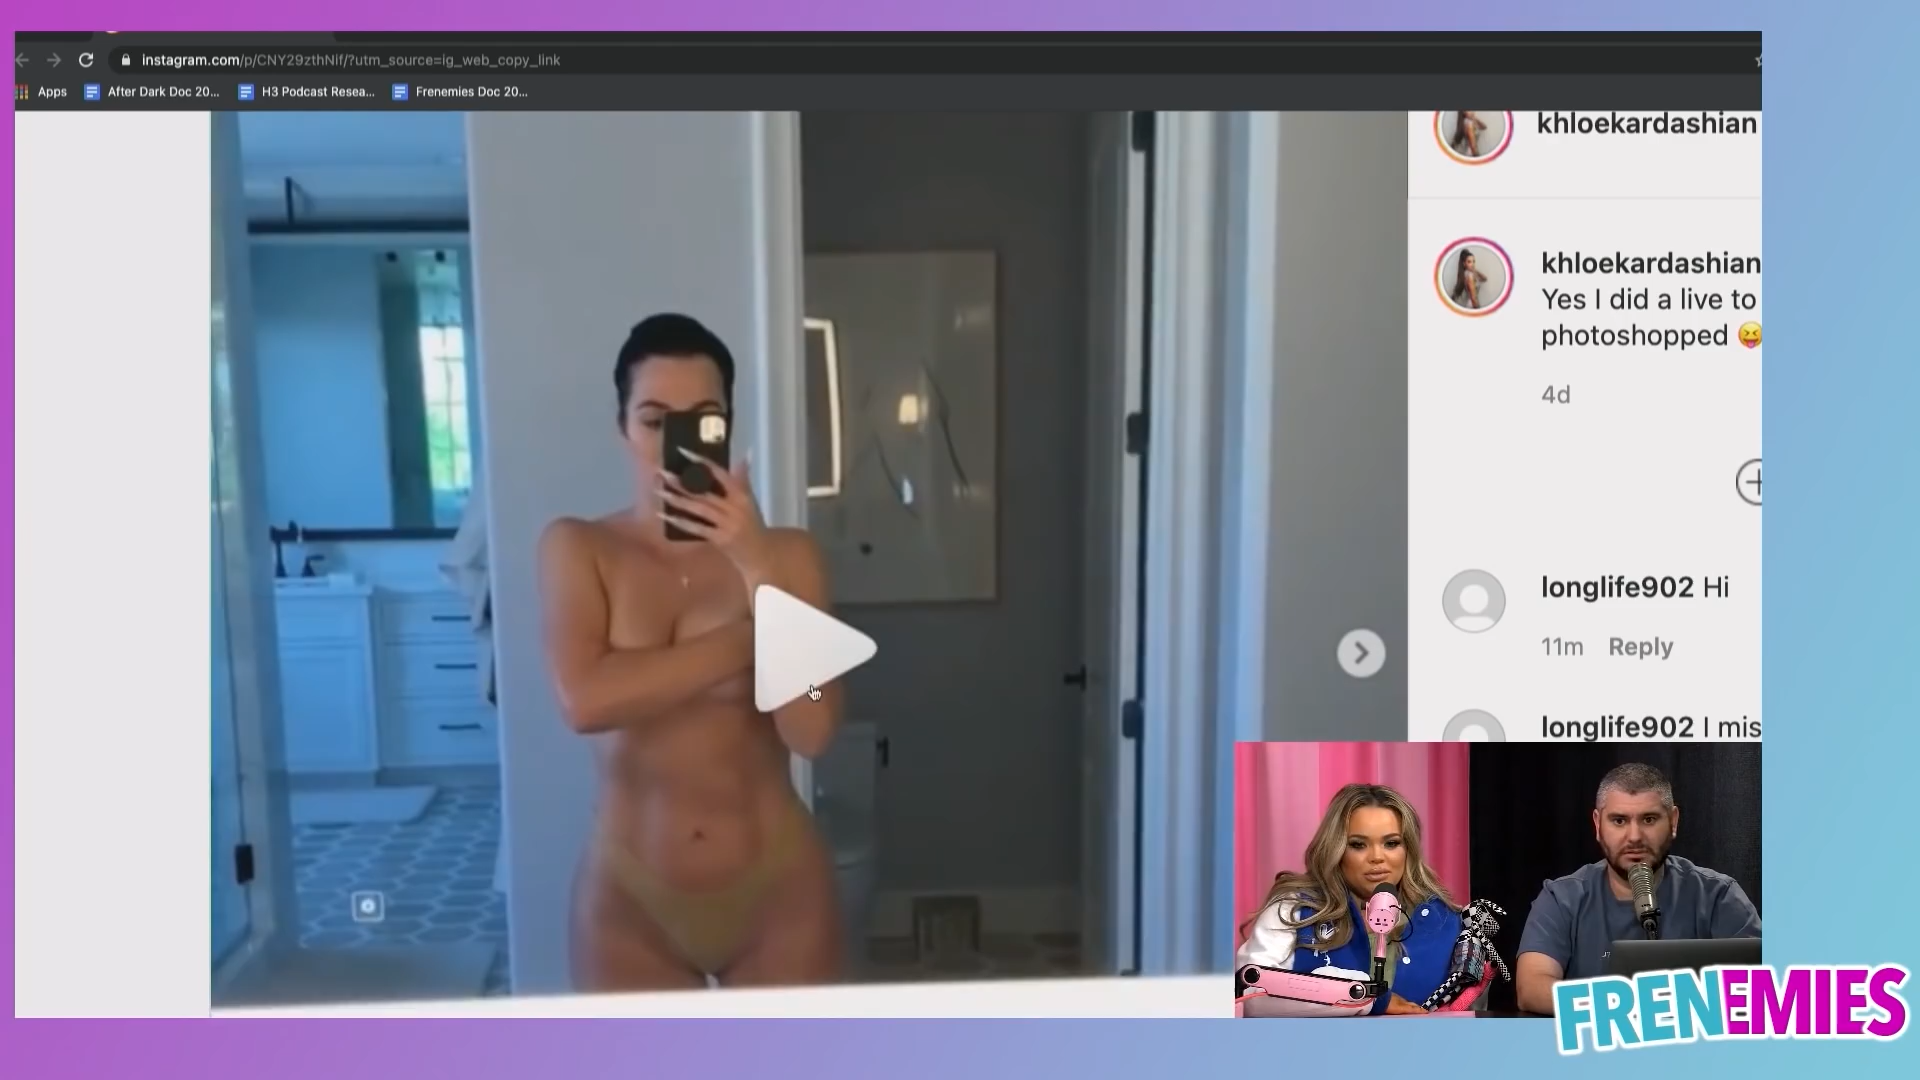 instagram.com/p/CNY29zthNif/?utm_source=ig_web_copy_link
Apps
After Dark Doc 20...
H3 Podcast Resea...
Frenemies Doc 20...
khloekardashian
khloekardashian
Yes I did a live to
photoshopped 😝
4d
longlife902 Hi
11m Reply
longlife902 I mis
FRENEMIES